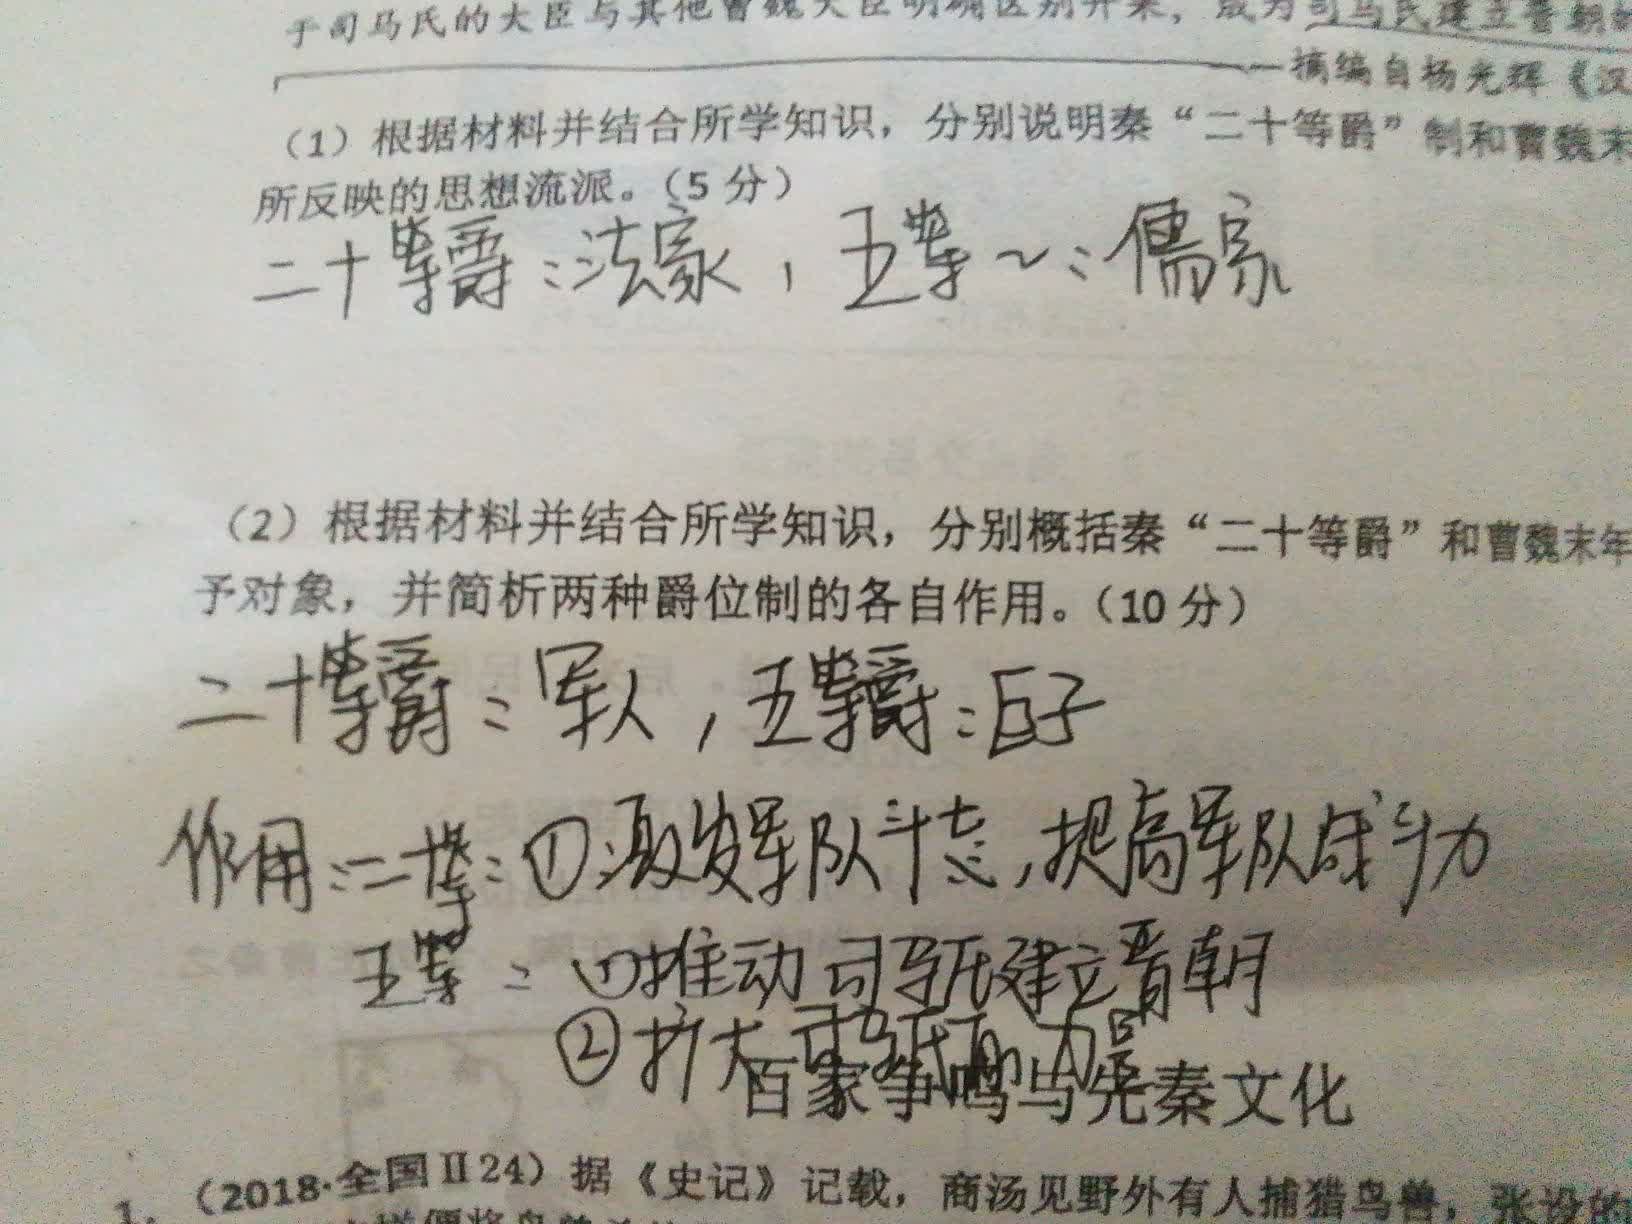 于司马氏的大臣与其他曹魏大臣明确区别开来，成为司马氏建立晋朝
——摘编自杨光辉《汉
（1）根据材料并结合所学知识，分别说明秦“二十等爵”制和曹魏末
所反映的思想流派。（5分）
二十等爵：法家，五等～：儒家
（2）根据材料并结合所学知识，分别概括秦“二十等爵”和曹魏末年
予对象，并简析两种爵位制的各自作用。（10分）
二十等爵：军人，五等爵：臣子
作用：二十等：①激发军队斗志，提高军队战斗力
五等：①推动司马氏建立晋朝
②扩大司马氏的力量
百家争鸣与先秦文化
1.（2018·全国Ⅱ24）据《史记》记载，商汤见野外有人捕猎鸟兽，张设的